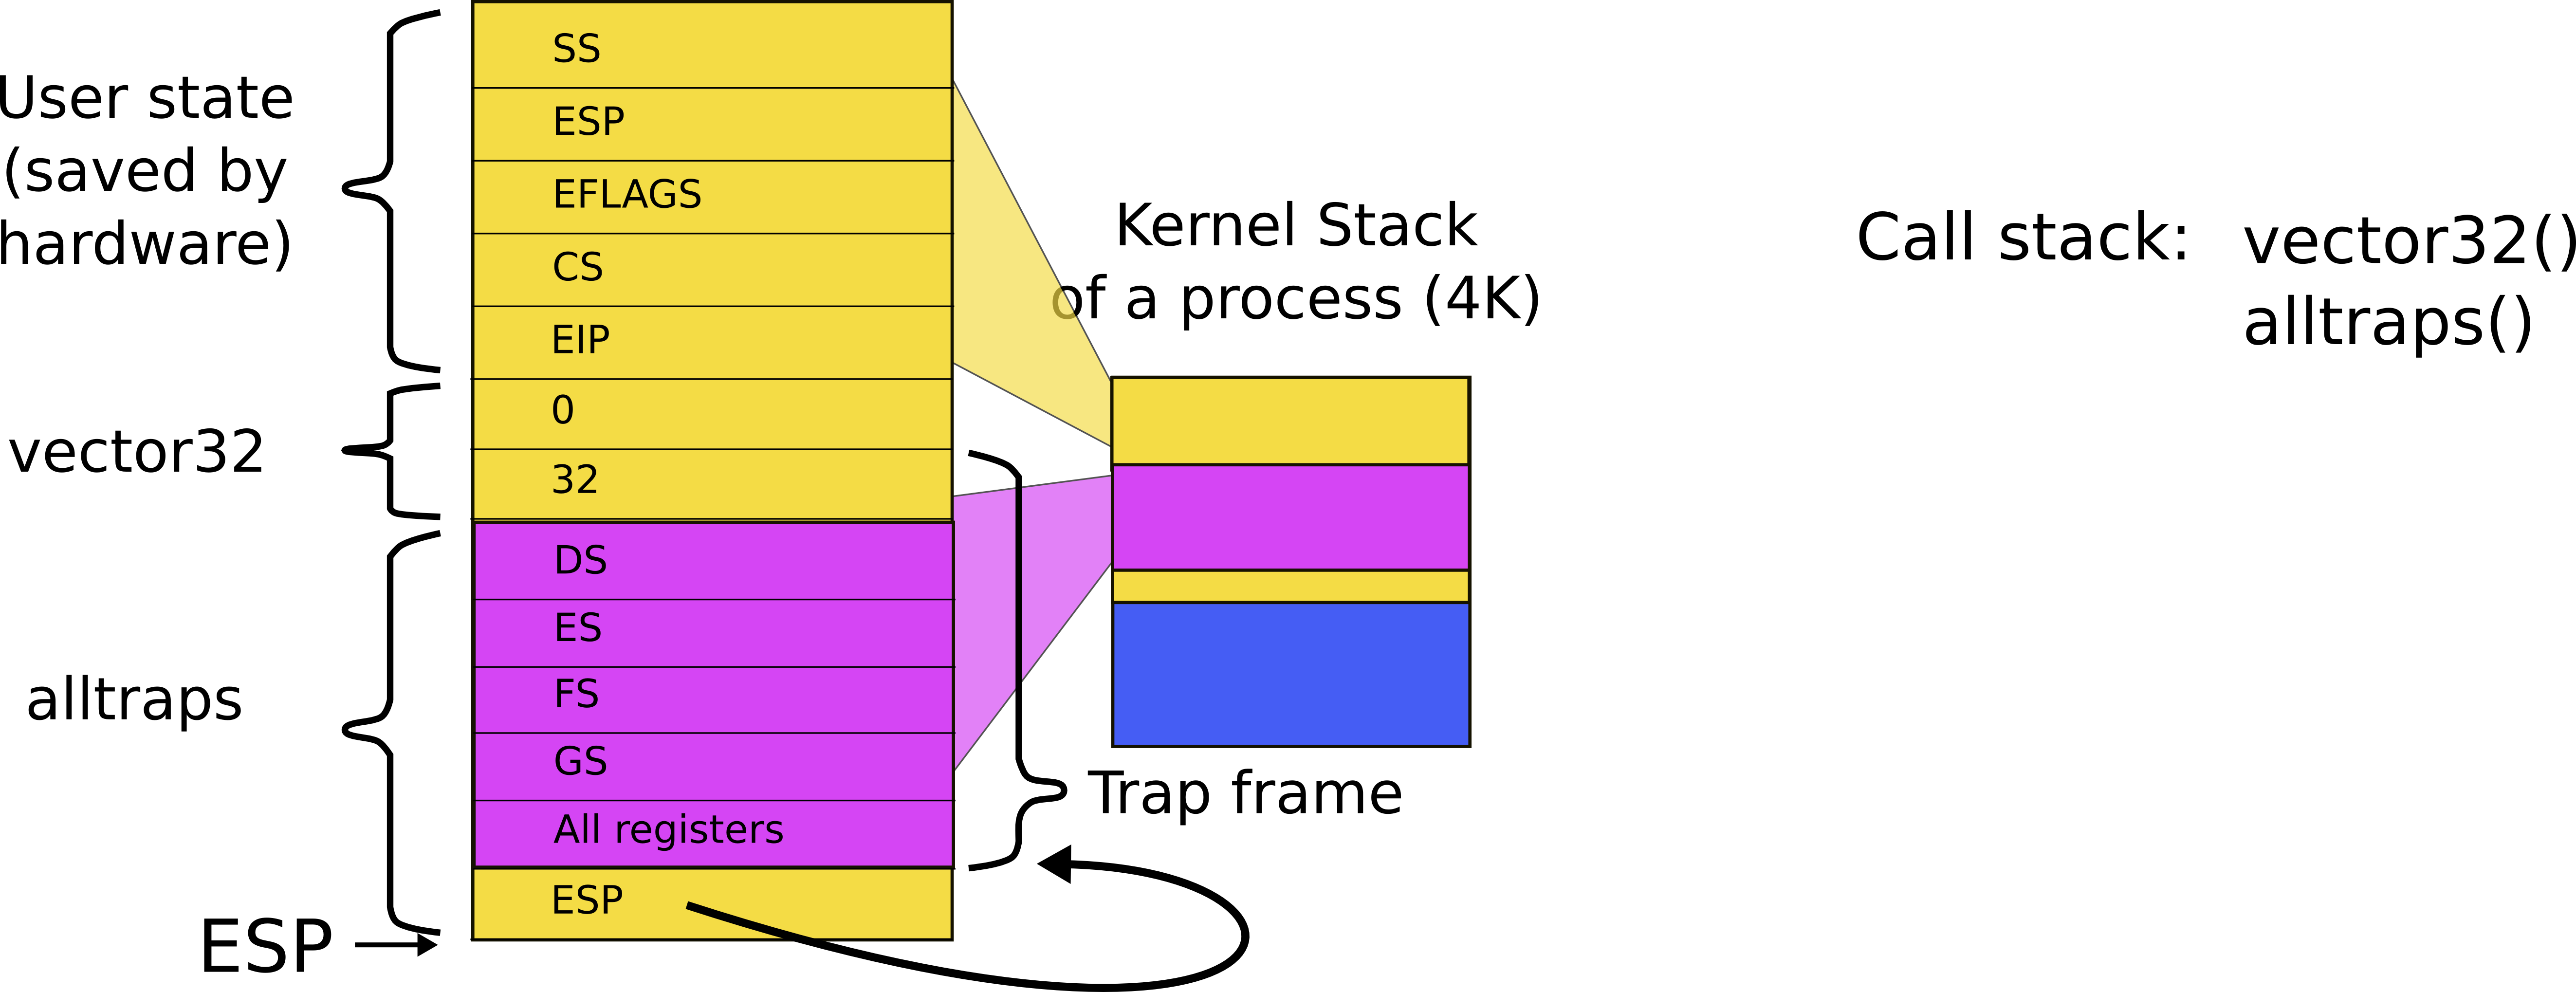 User state
(saved by
hardware)
vector32
alltraps
ESP
SS
ESP
EFLAGS
CS
EIP
0
32
DS
ES
FS
GS
All registers
ESP
Kernel Stack
of a process (4K)
Trap frame
Call stack: vector32()
alltraps()